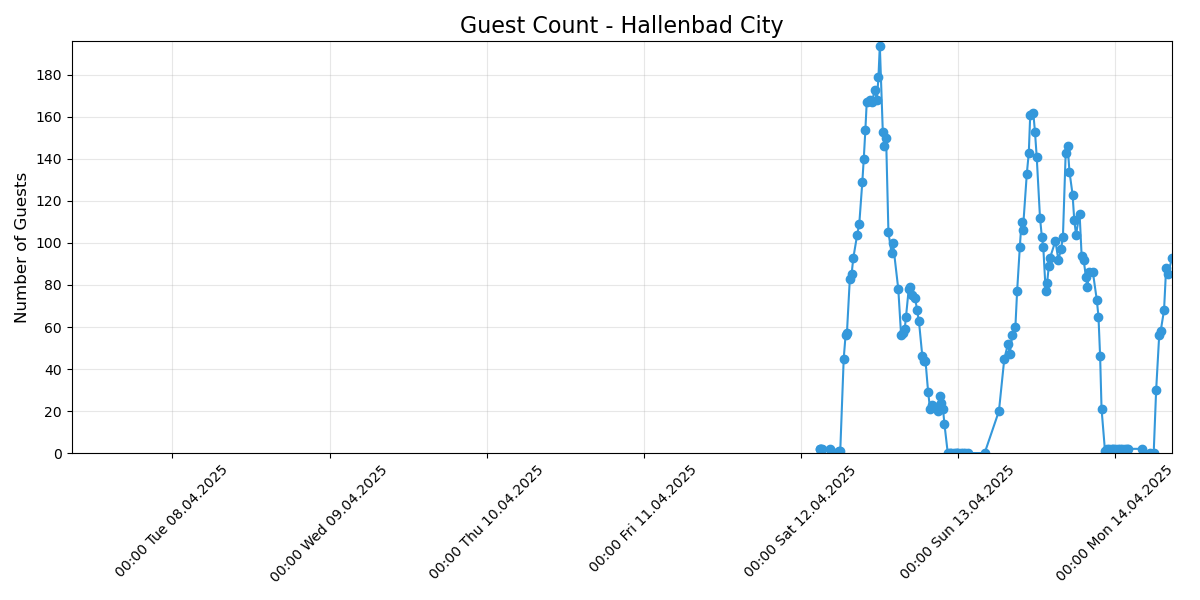 Guest Count - Hallenbad City
Number of Guests
180
160
140
120
100
80
60
40
20
0
00:00 Tue 08.04.2025
00:00 Wed 09.04.2025
00:00 Thu 10.04.2025
00:00 Fri 11.04.2025
00:00 Sat 12.04.2025
00:00 Sun 13.04.2025
00:00 Mon 14.04.2025